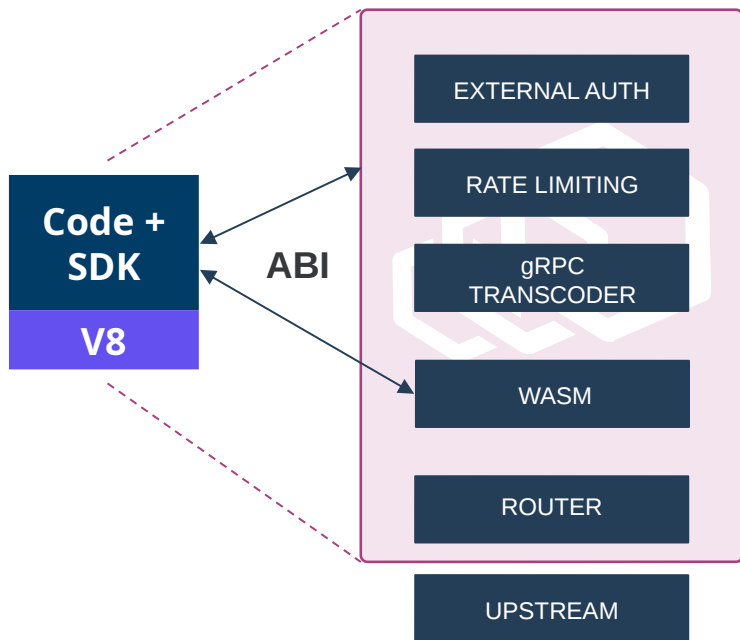 Code +
SDK
V8
ABI
EXTERNAL AUTH
RATE LIMITING
gRPC
TRANSCODER
WASM
ROUTER
UPSTREAM